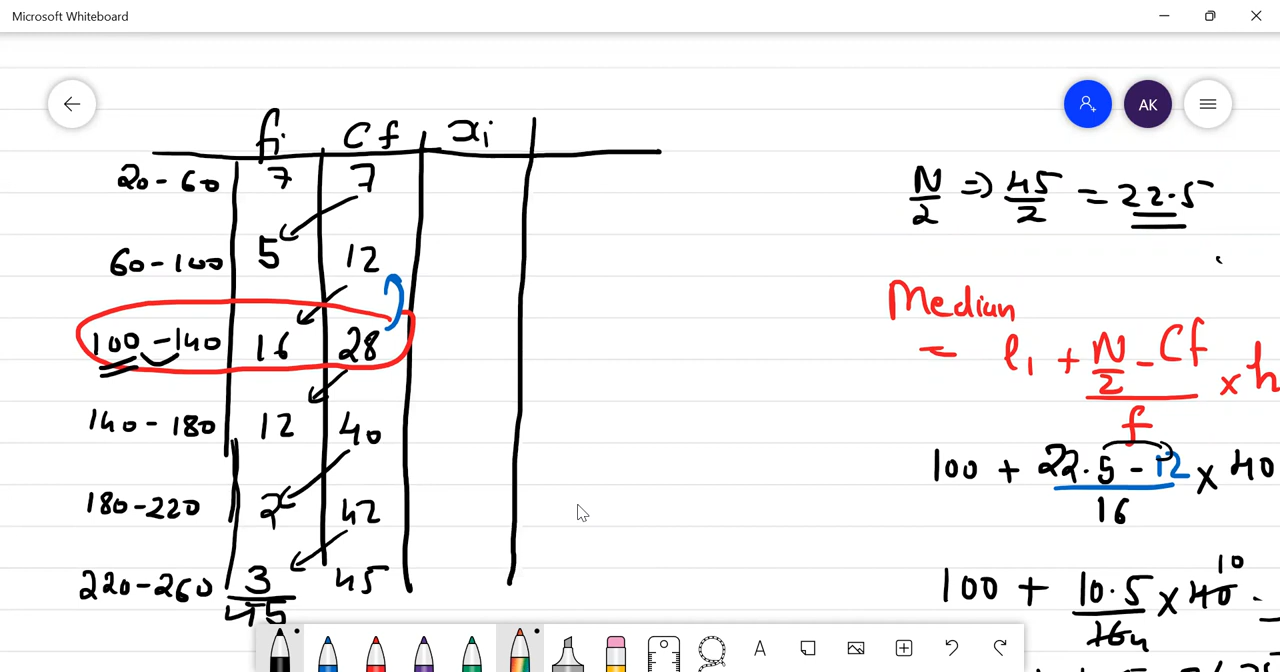 Microsoft Whiteboard
AK
fi Cf xi
20-60 7 7
60-100 5 12
100-140 16 28
140-180 12 40
180-220 2 42
220-260 3 45
45
N/2 => 45/2 = 22.5
Median
= l₁ + (N/2 - Cf)/f × h
100 + (22.5 - 12)/16 × 40
10
100 + 10.5/16 × 40
4
A